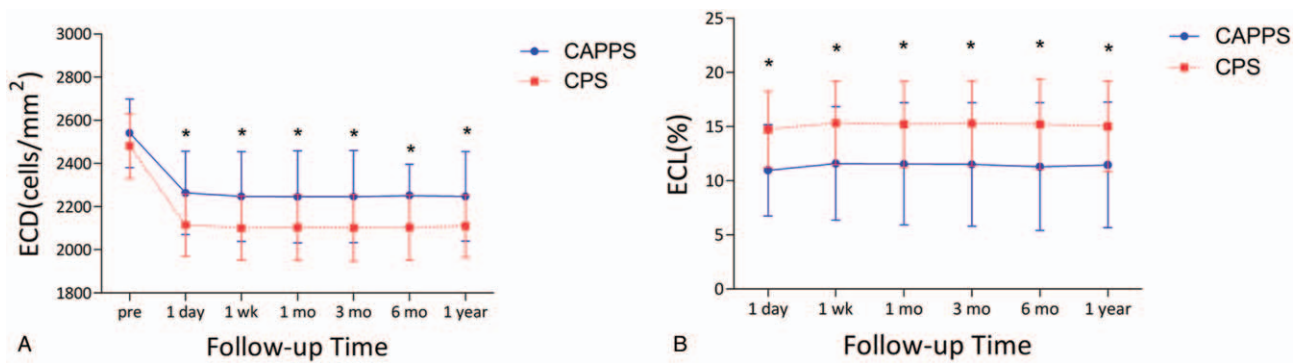 3000
2800
2600
2400
2200
2000
1800
ECD(cells/mm²)
* * * * * *
pre 1 day 1 wk 1 mo 3 mo 6 mo 1 year
Follow-up Time
A
CAPPS
CPS
25
20
15
10
5
0
ECL(%)
* * * * * *
1 day 1 wk 1 mo 3 mo 6 mo 1 year
Follow-up Time
B
CAPPS
CPS